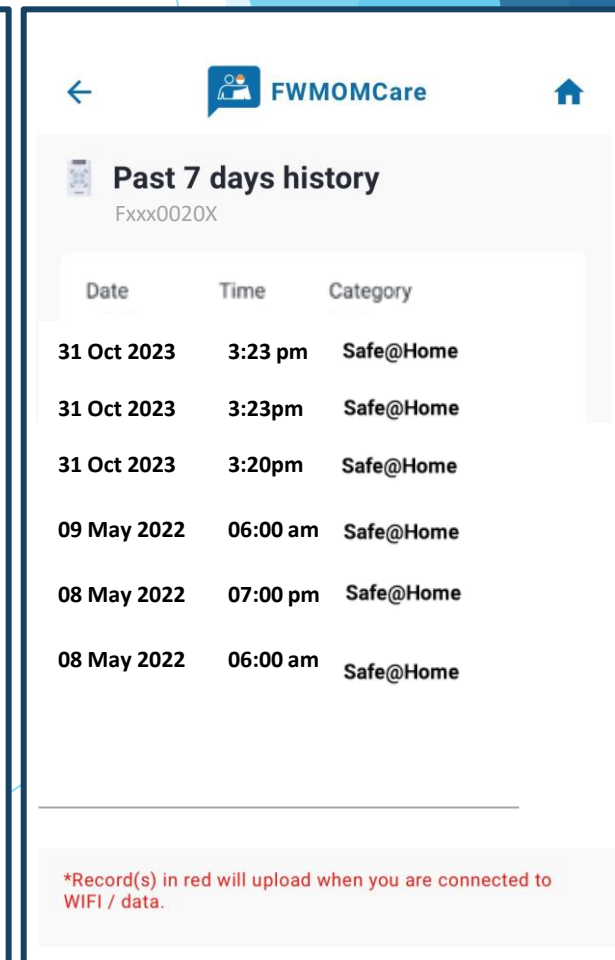 FWMOMCare
Past 7 days history
Fxxx0020X
Date Time Category
31 Oct 2023 3:23 pm Safe@Home
31 Oct 2023 3:23pm Safe@Home
31 Oct 2023 3:20pm Safe@Home
09 May 2022 06:00 am Safe@Home
08 May 2022 07:00 pm Safe@Home
08 May 2022 06:00 am Safe@Home
*Record(s) in red will upload when you are connected to
WIFI / data.